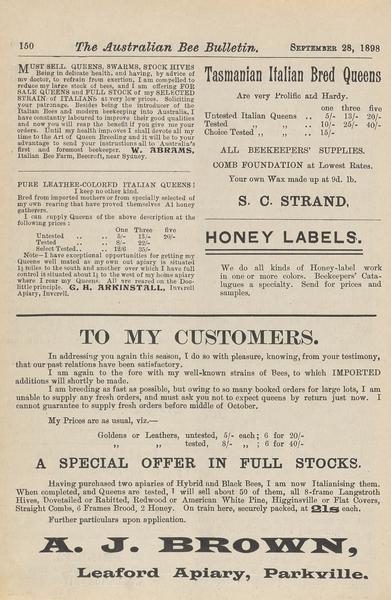 150 The Australian Bee Bulletin. SEPTEMBER 28, 1898
MUST SELL. QUEENS, SWARMS, STOCK HIVES
Being in delicate health, and having, by advice of
my doctor, to refrain from exertion, I am compelled to
reduce my large stock of bees, and I am offering FOR
SALE QUEENS and FULL STOCK of my SELECTED
STRAIN of ITALIANS at very low prices. Soliciting
your patronage. Besides being the introducer of the
Italian Bees and modern beekeeping into Australia, I
have constantly laboured to improve their good qualities
and now you will reap the benefit if you give me your
orders. Until my health improves I shall devote all my
time to the Art of Queen Breeding and it will be to your
advantage to send your instructions all to Australia's
first and foremost beekeeper. W. ABRAMS,
Italian Bee Farm, Beecroft, near Sydney.
PURE LEATHER-COLORED ITALIAN QUEENS!
I keep no other kind.
Bred from imported mothers or from specially selected of
my own rearing that have proved themselves A1 honey
gatherers.
I can supply Queens of the above description at the
following prices:
One Three five
Untested .. .. 5/- 13/- 20/-
Tested .. .. 8/- 22/-
Select Tested.. .. 12/6 35/-
Note—I have exceptional opportunities for getting my
Queens well mated as my own out apiary is situated
1½ miles to the south and another over which I have full
control is situated about 1½ to the west of my home apiary
where I rear my Queens. All are reared on the Doo-
little principle. G. H. ARKINSTALL, Inverell
Apiary, Inverell.
Tasmanian Italian Bred Queens
Are very Prolific and Hardy.
one three five
Untested Italian Queens .. 5/- 13/- 20/-
Tested ,, ,, .. 10/- 25/- 40/-
Choice Tested ,, ,, .. 15/-
ALL BEEKEEPERS' SUPPLIES.
COMB FOUNDATION at Lowest Rates.
Your own Wax made up at 9d. lb.
S. C. STRAND,
HONEY LABELS.
We do all kinds of Honey-label work
in one or more colors. Beekeepers' Cata-
lagues a specialty. Send for prices and
samples.
TO MY CUSTOMERS.
In addressing you again this season, I do so with pleasure, knowing, from your testimony,
that our past relations have been satisfactory.
I am again to the fore with my well-known strains of Bees, to which IMPORTED
additions will shortly be made.
I am breeding as fast as possible, but owing to so many booked orders for large lots, I am
unable to supply any fresh orders, and must ask you not to expect queens by return just now. I
cannot guarantee to supply fresh orders before middle of October.
My Prices are as usual, viz.—
Goldens or Leathers, untested, 5/- each; 6 for 20/-
,, ,, tested, 8/- ,, ; 6 for 40/-
A SPECIAL OFFER IN FULL STOCKS.
Having purchased two apiaries of Hybrid and Black Bees, I am now Italianising them.
When completed, and Queens are tested, I will sell about 50 of them, all 8-frame Langstroth
Hives, Dovetailed or Rabitted, Redwood or American White Pine, Higginsville or Flat Covers,
Straight Combs, 6 Frames Brood, 2 Honey. On train here, securely packed, at 21s each.
Further particulars upon application.
A. J. BROWN,
Leaford Apiary, Parkville.